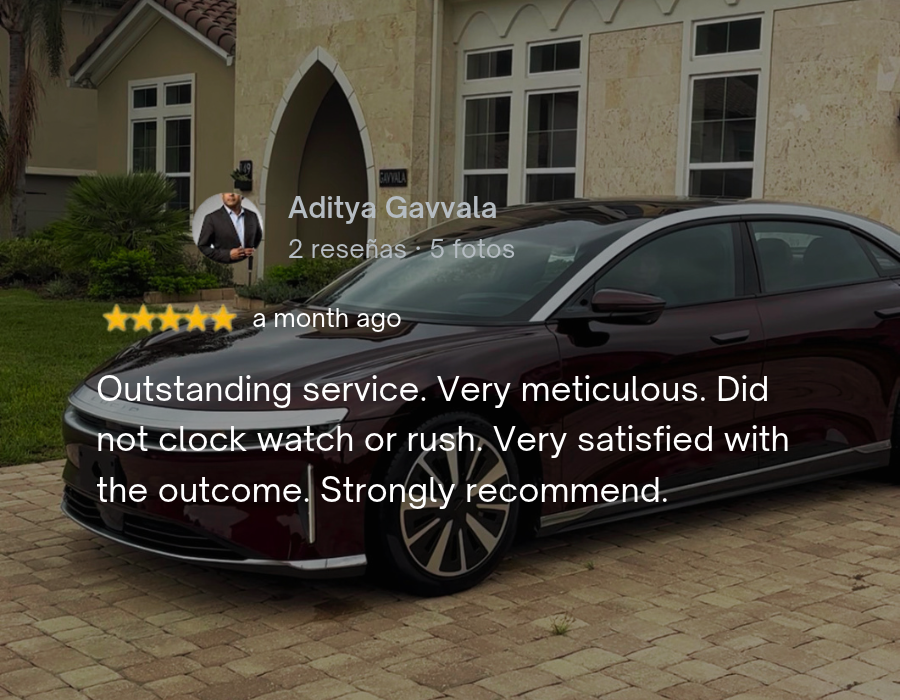 GAVVALA
Aditya Gavvala
2 reseñas · 5 fotos
a month ago
Outstanding service. Very meticulous. Did
not clock watch or rush. Very satisfied with
the outcome. Strongly recommend.